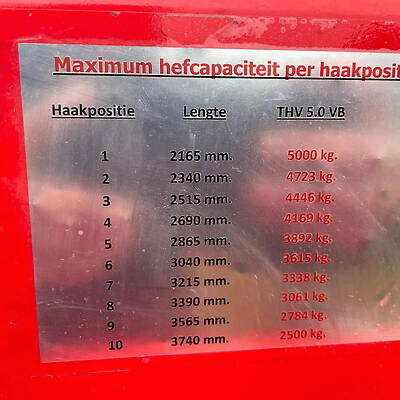 Maximum hefcapaciteit per haakposit
Haakpositie Lengte THV 5.0 VB
1 2165 mm. 5000 kg.
2 2340 mm. 4723 kg.
3 2515 mm. 4446 kg.
4 2690 mm. 4169 kg.
5 2865 mm. 3892 kg.
6 3040 mm. 3615 kg.
7 3215 mm. 3338 kg.
8 3390 mm. 3061 kg.
9 3565 mm. 2784 kg.
10 3740 mm. 2500 kg.